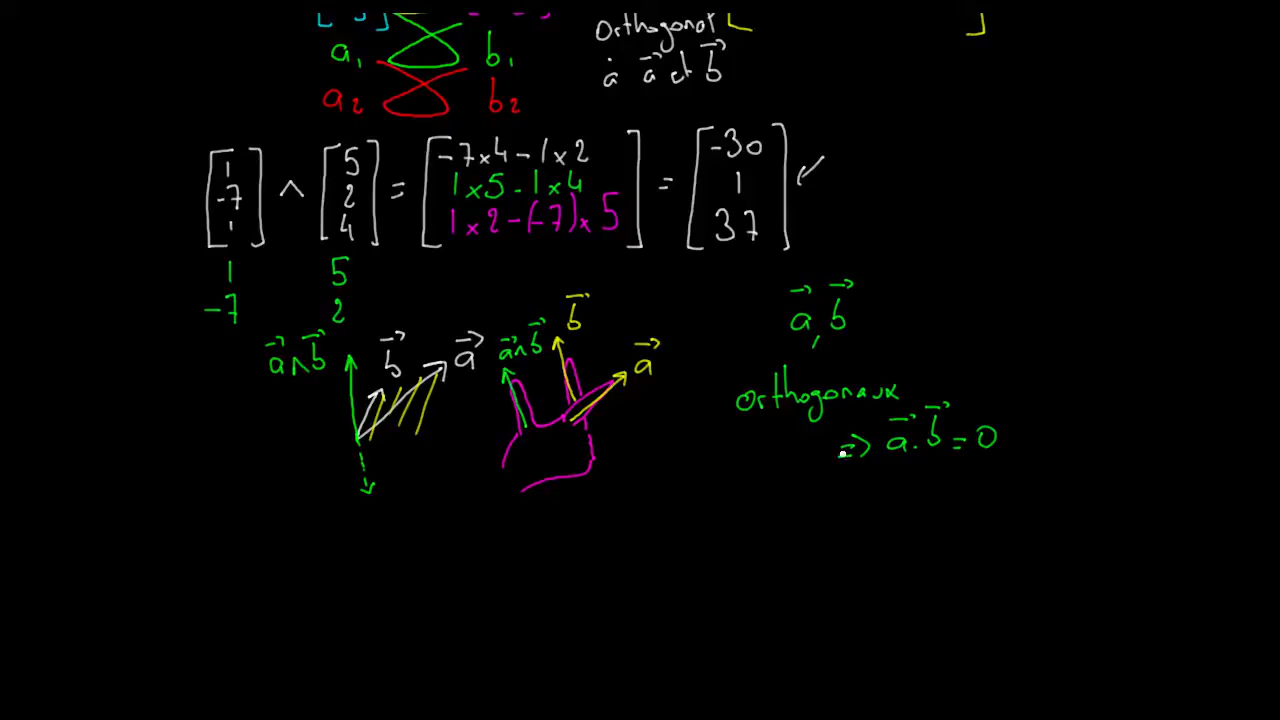 Orthogonal
a₁ b₁
à a⃗ et b⃗
a₂ b₂
[1 -7 1] ∧ [5 2 4] = [-7×4-1×2 1×5-1×4 1×2-(-7)×5] = [-30 1 37]
1 5
-7 2
a⃗, b⃗
a⃗∧b⃗ b⃗ a⃗ a⃗∧b⃗ b⃗ a⃗
Orthogonaux
=> a⃗.b⃗=0